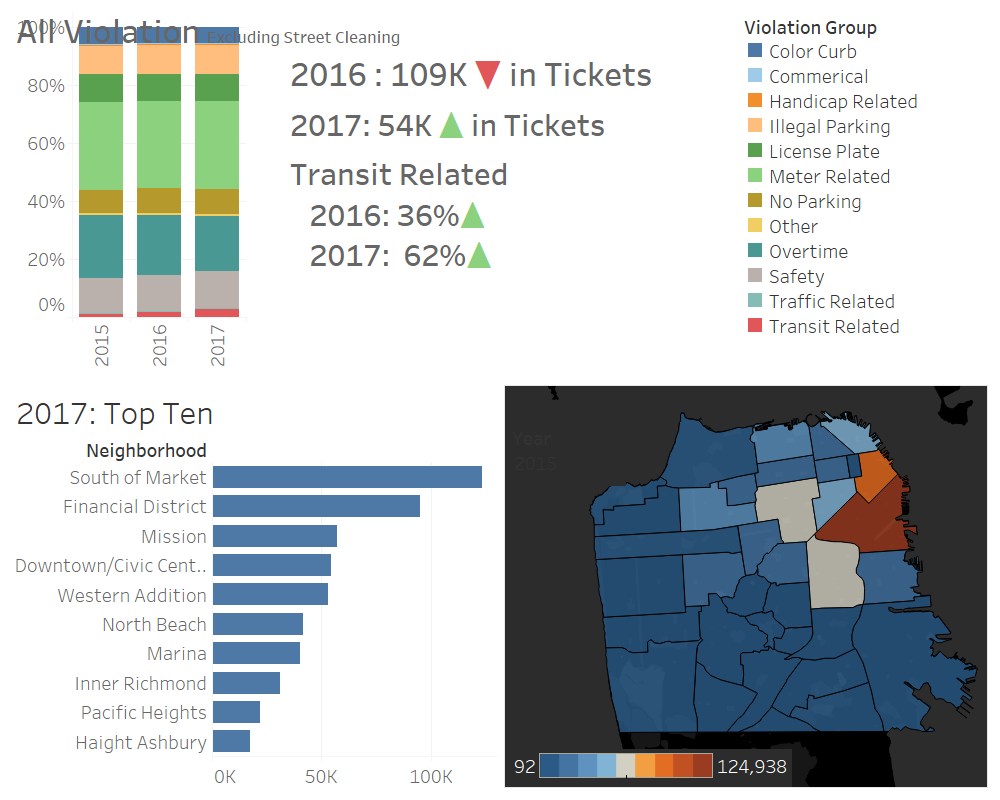 All Violation Excluding Street Cleaning
100%
80%
60%
40%
20%
0%
2015
2016
2017
2016 : 109K in Tickets
2017: 54K in Tickets
Transit Related
2016: 36%
2017: 62%
Violation Group
Color Curb
Commerical
Handicap Related
Illegal Parking
License Plate
Meter Related
No Parking
Other
Overtime
Safety
Traffic Related
Transit Related
2017: Top Ten
Neighborhood
South of Market
Financial District
Mission
Downtown/Civic Cent..
Western Addition
North Beach
Marina
Inner Richmond
Pacific Heights
Haight Ashbury
0K
50K
100K
Year
2015
92
124,938